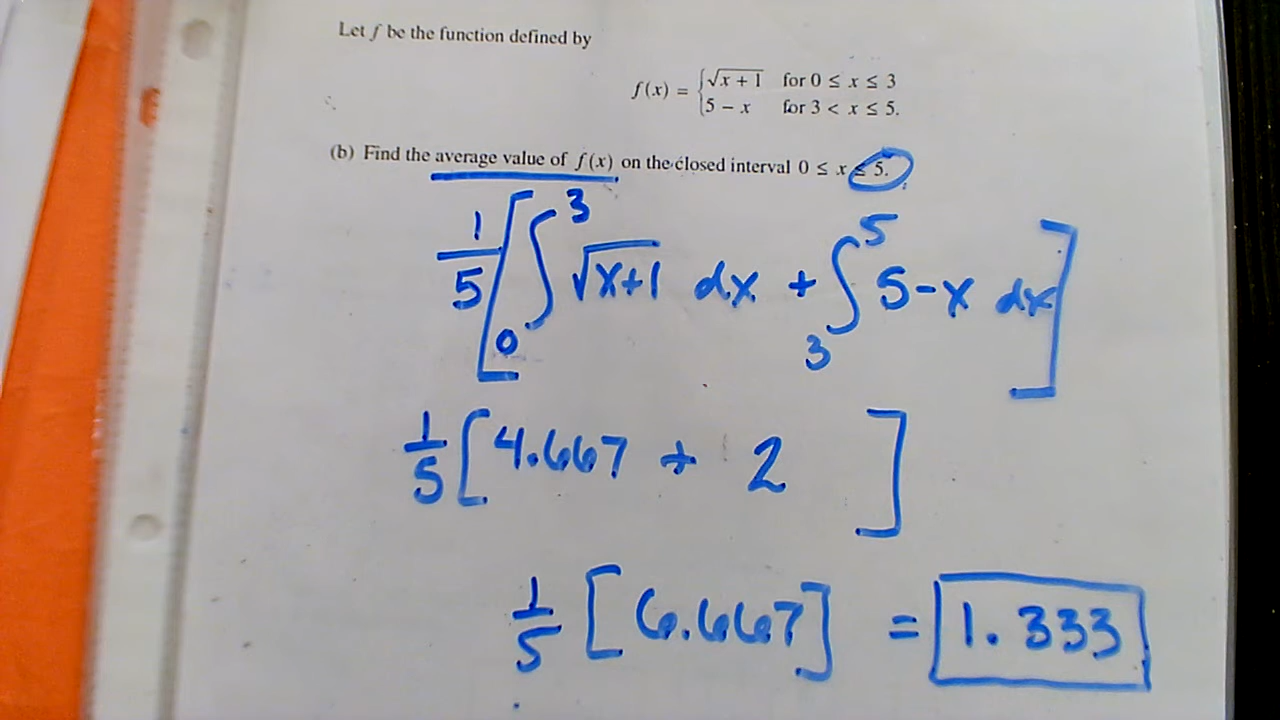 Let f be the function defined by
f(x) = {√x + 1 for 0 ≤ x ≤ 3
5 − x for 3 < x ≤ 5.
(b) Find the average value of f(x) on the closed interval 0 ≤ x ≤ 5.
1/5 [∫₀³ √x+1 dx + ∫₃⁵ 5-x dx]
1/5 [4.667 + 2]
1/5 [6.667] = 1.333